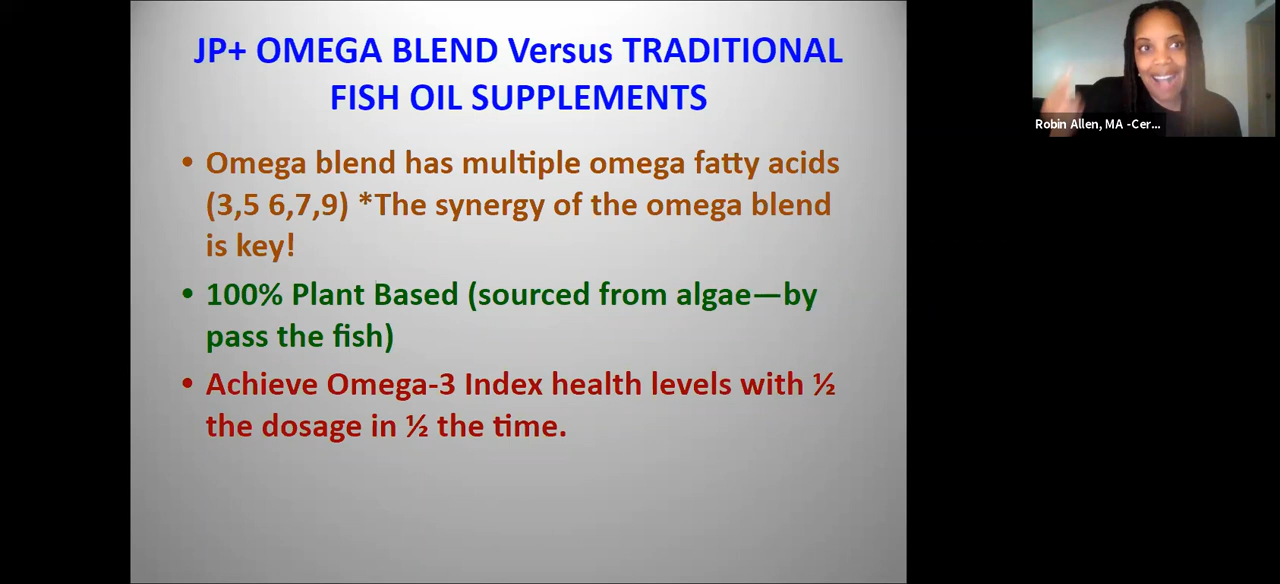 JP+ OMEGA BLEND Versus TRADITIONAL
FISH OIL SUPPLEMENTS
• Omega blend has multiple omega fatty acids
(3,5 6,7,9) *The synergy of the omega blend
is key!
• 100% Plant Based (sourced from algae—by
pass the fish)
• Achieve Omega-3 Index health levels with ½
the dosage in ½ the time.
Robin Allen, MA -Cer...